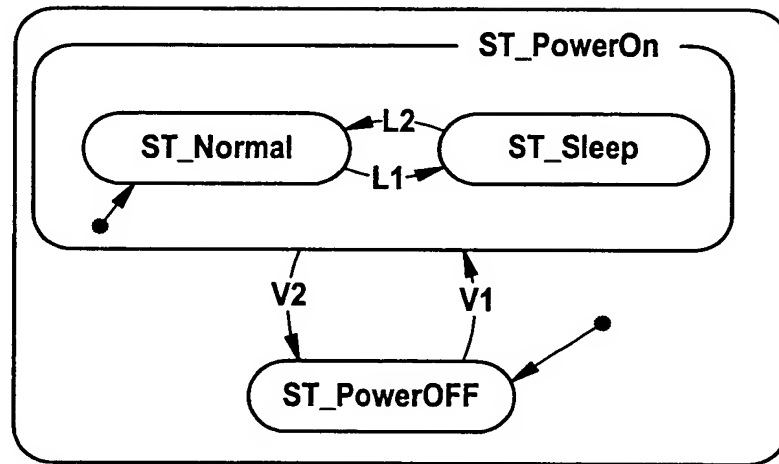 ST_PowerOn
L2
ST_Normal
ST_Sleep
L1
V2
V1
ST_PowerOFF